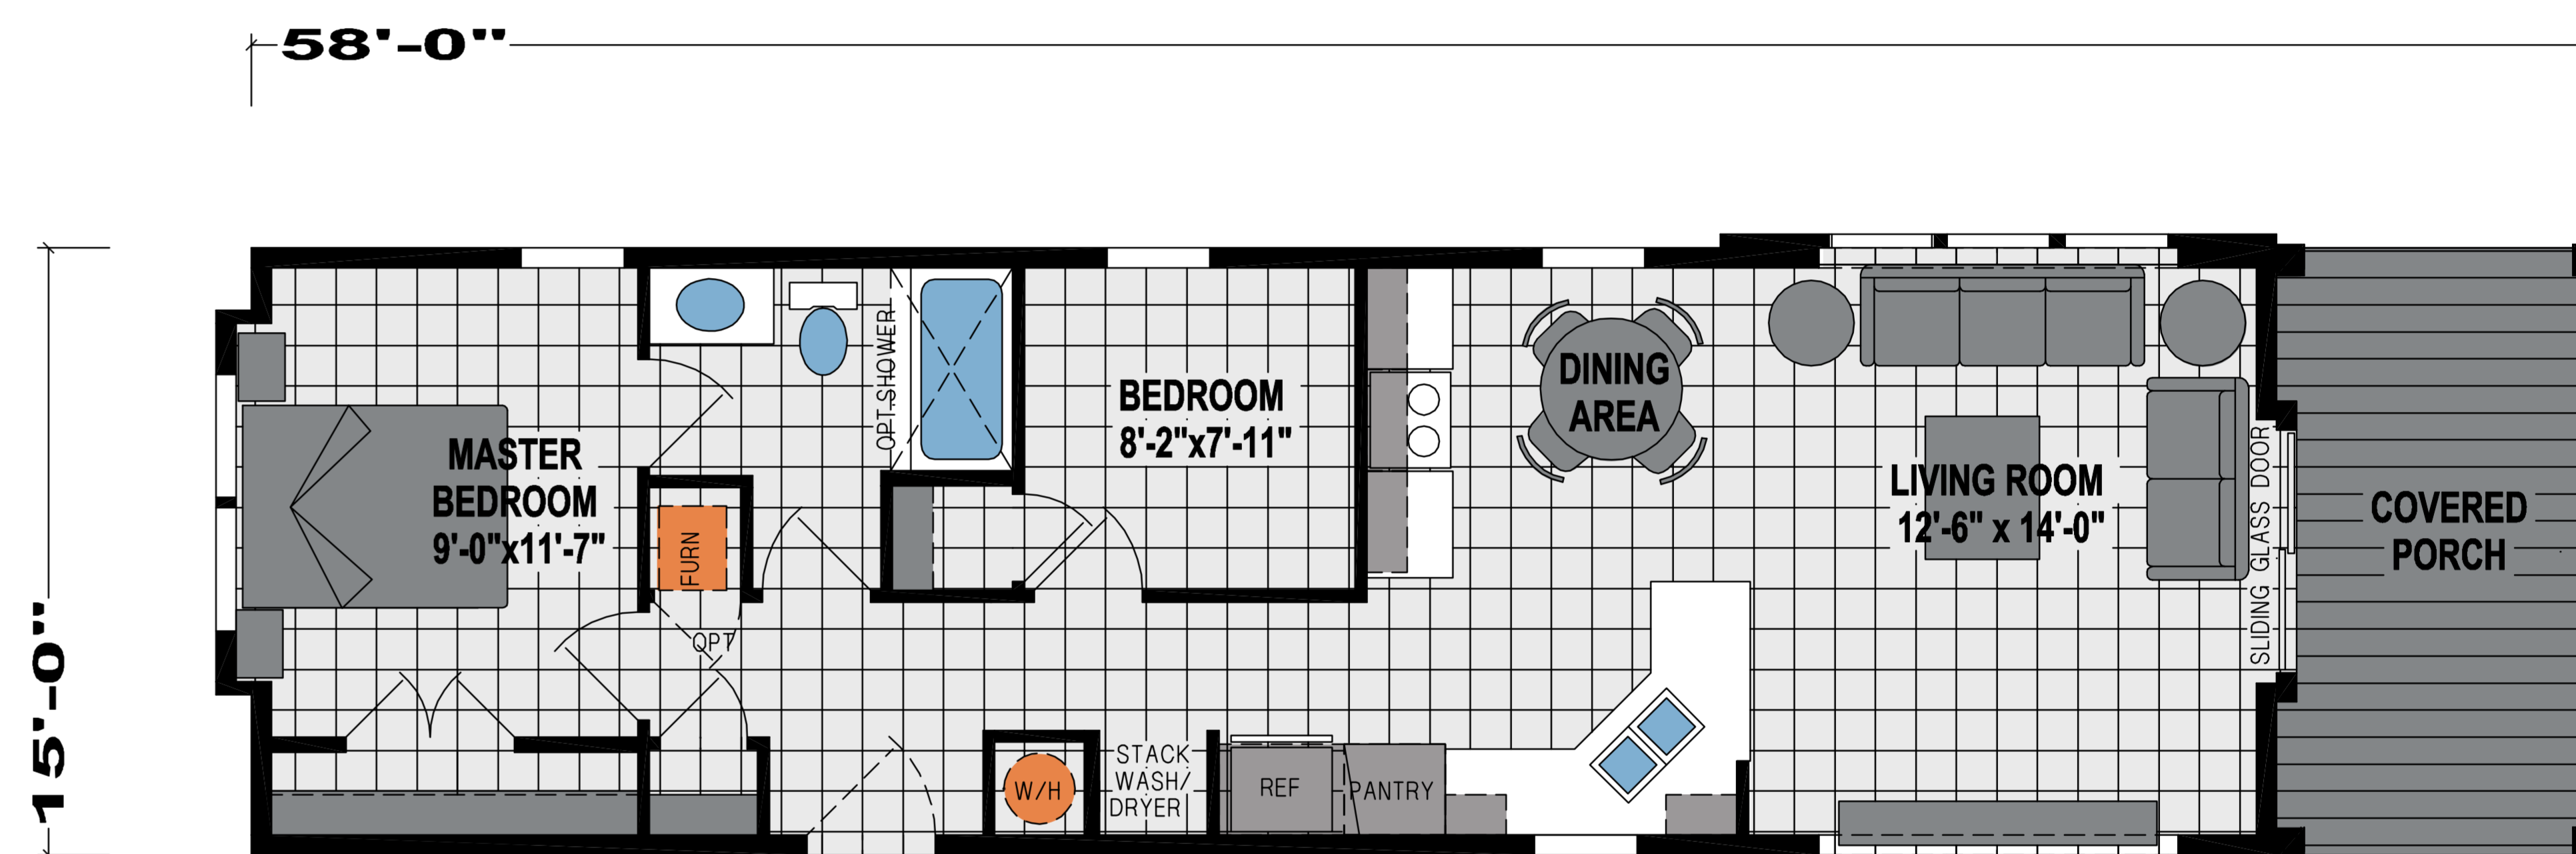 58'-0"
15'-0"
MASTER
BEDROOM
9'-0"x11'-7"
FURN
OPT
OPT.SHOWER
BEDROOM
8'-2"x7'-11"
DINING
AREA
LIVING ROOM
12'-6" x 14'-0"
SLIDING GLASS DOOR
COVERED
PORCH
W/H
STACK
WASH/
DRYER
REF
PANTRY